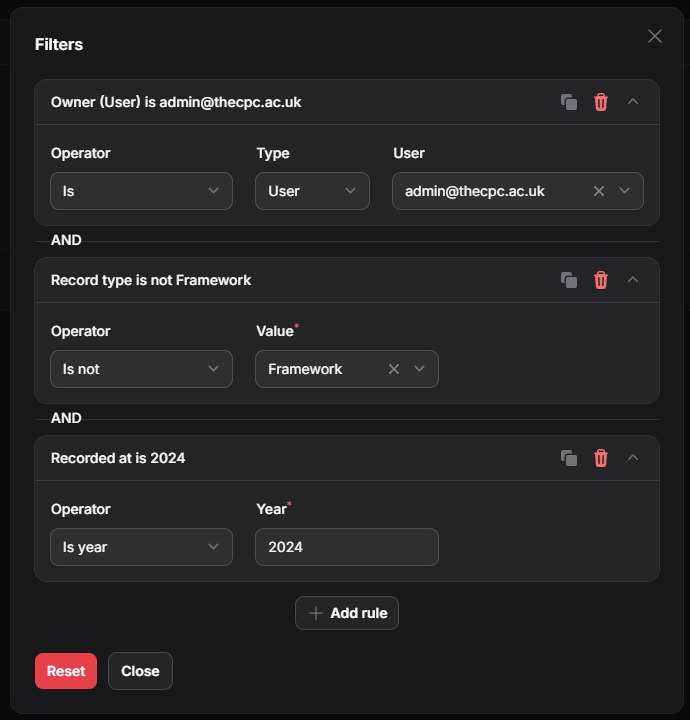 Filters
Owner (User) is admin@thecpc.ac.uk
Operator Type User
Is User admin@thecpc.ac.uk
AND
Record type is not Framework
Operator Value*
Is not Framework
AND
Recorded at is 2024
Operator Year*
Is year 2024
Add rule
Reset Close